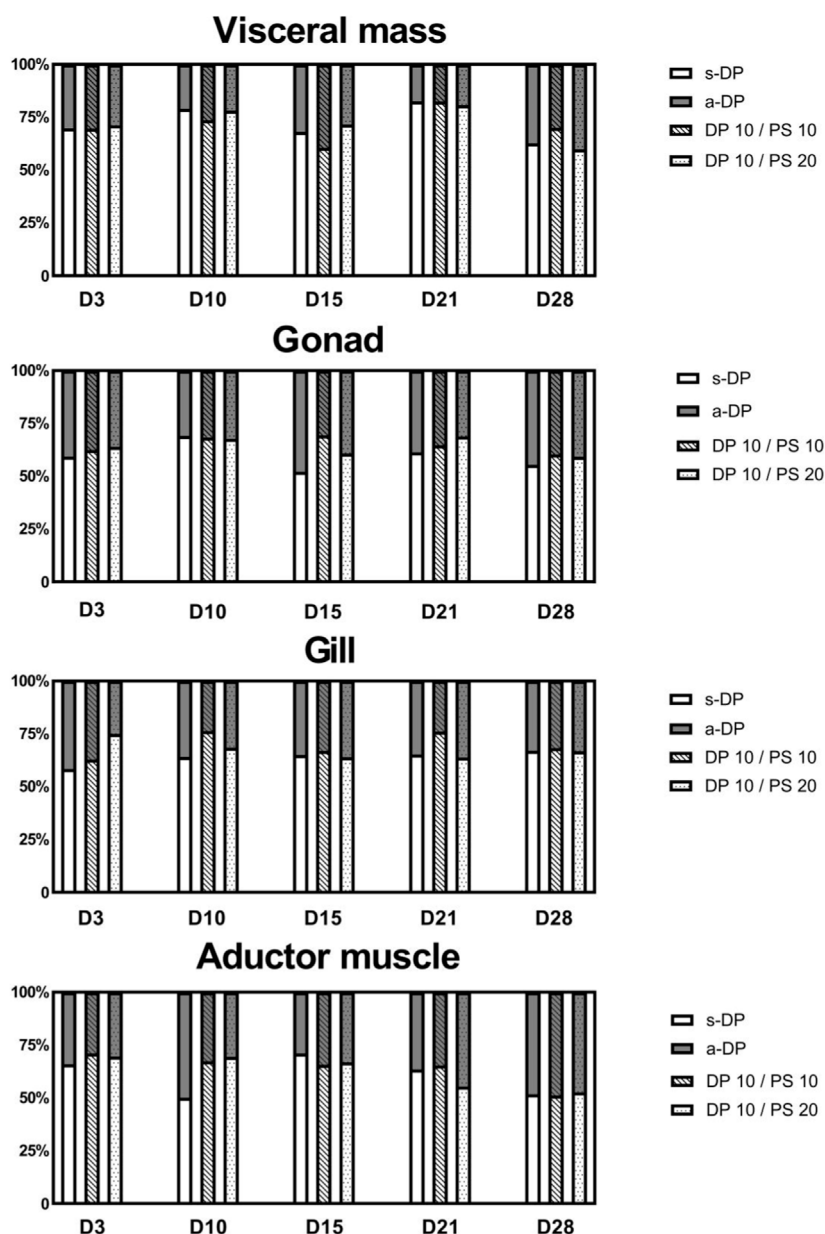 Visceral mass
100%
75%
50%
25%
0
D3 D10 D15 D21 D28
s-DP
a-DP
DP 10 / PS 10
DP 10 / PS 20
Gonad
100%
75%
50%
25%
0
D3 D10 D15 D21 D28
s-DP
a-DP
DP 10 / PS 10
DP 10 / PS 20
Gill
100%
75%
50%
25%
0
D3 D10 D15 D21 D28
s-DP
a-DP
DP 10 / PS 10
DP 10 / PS 20
Aductor muscle
100%
75%
50%
25%
0
D3 D10 D15 D21 D28
s-DP
a-DP
DP 10 / PS 10
DP 10 / PS 20